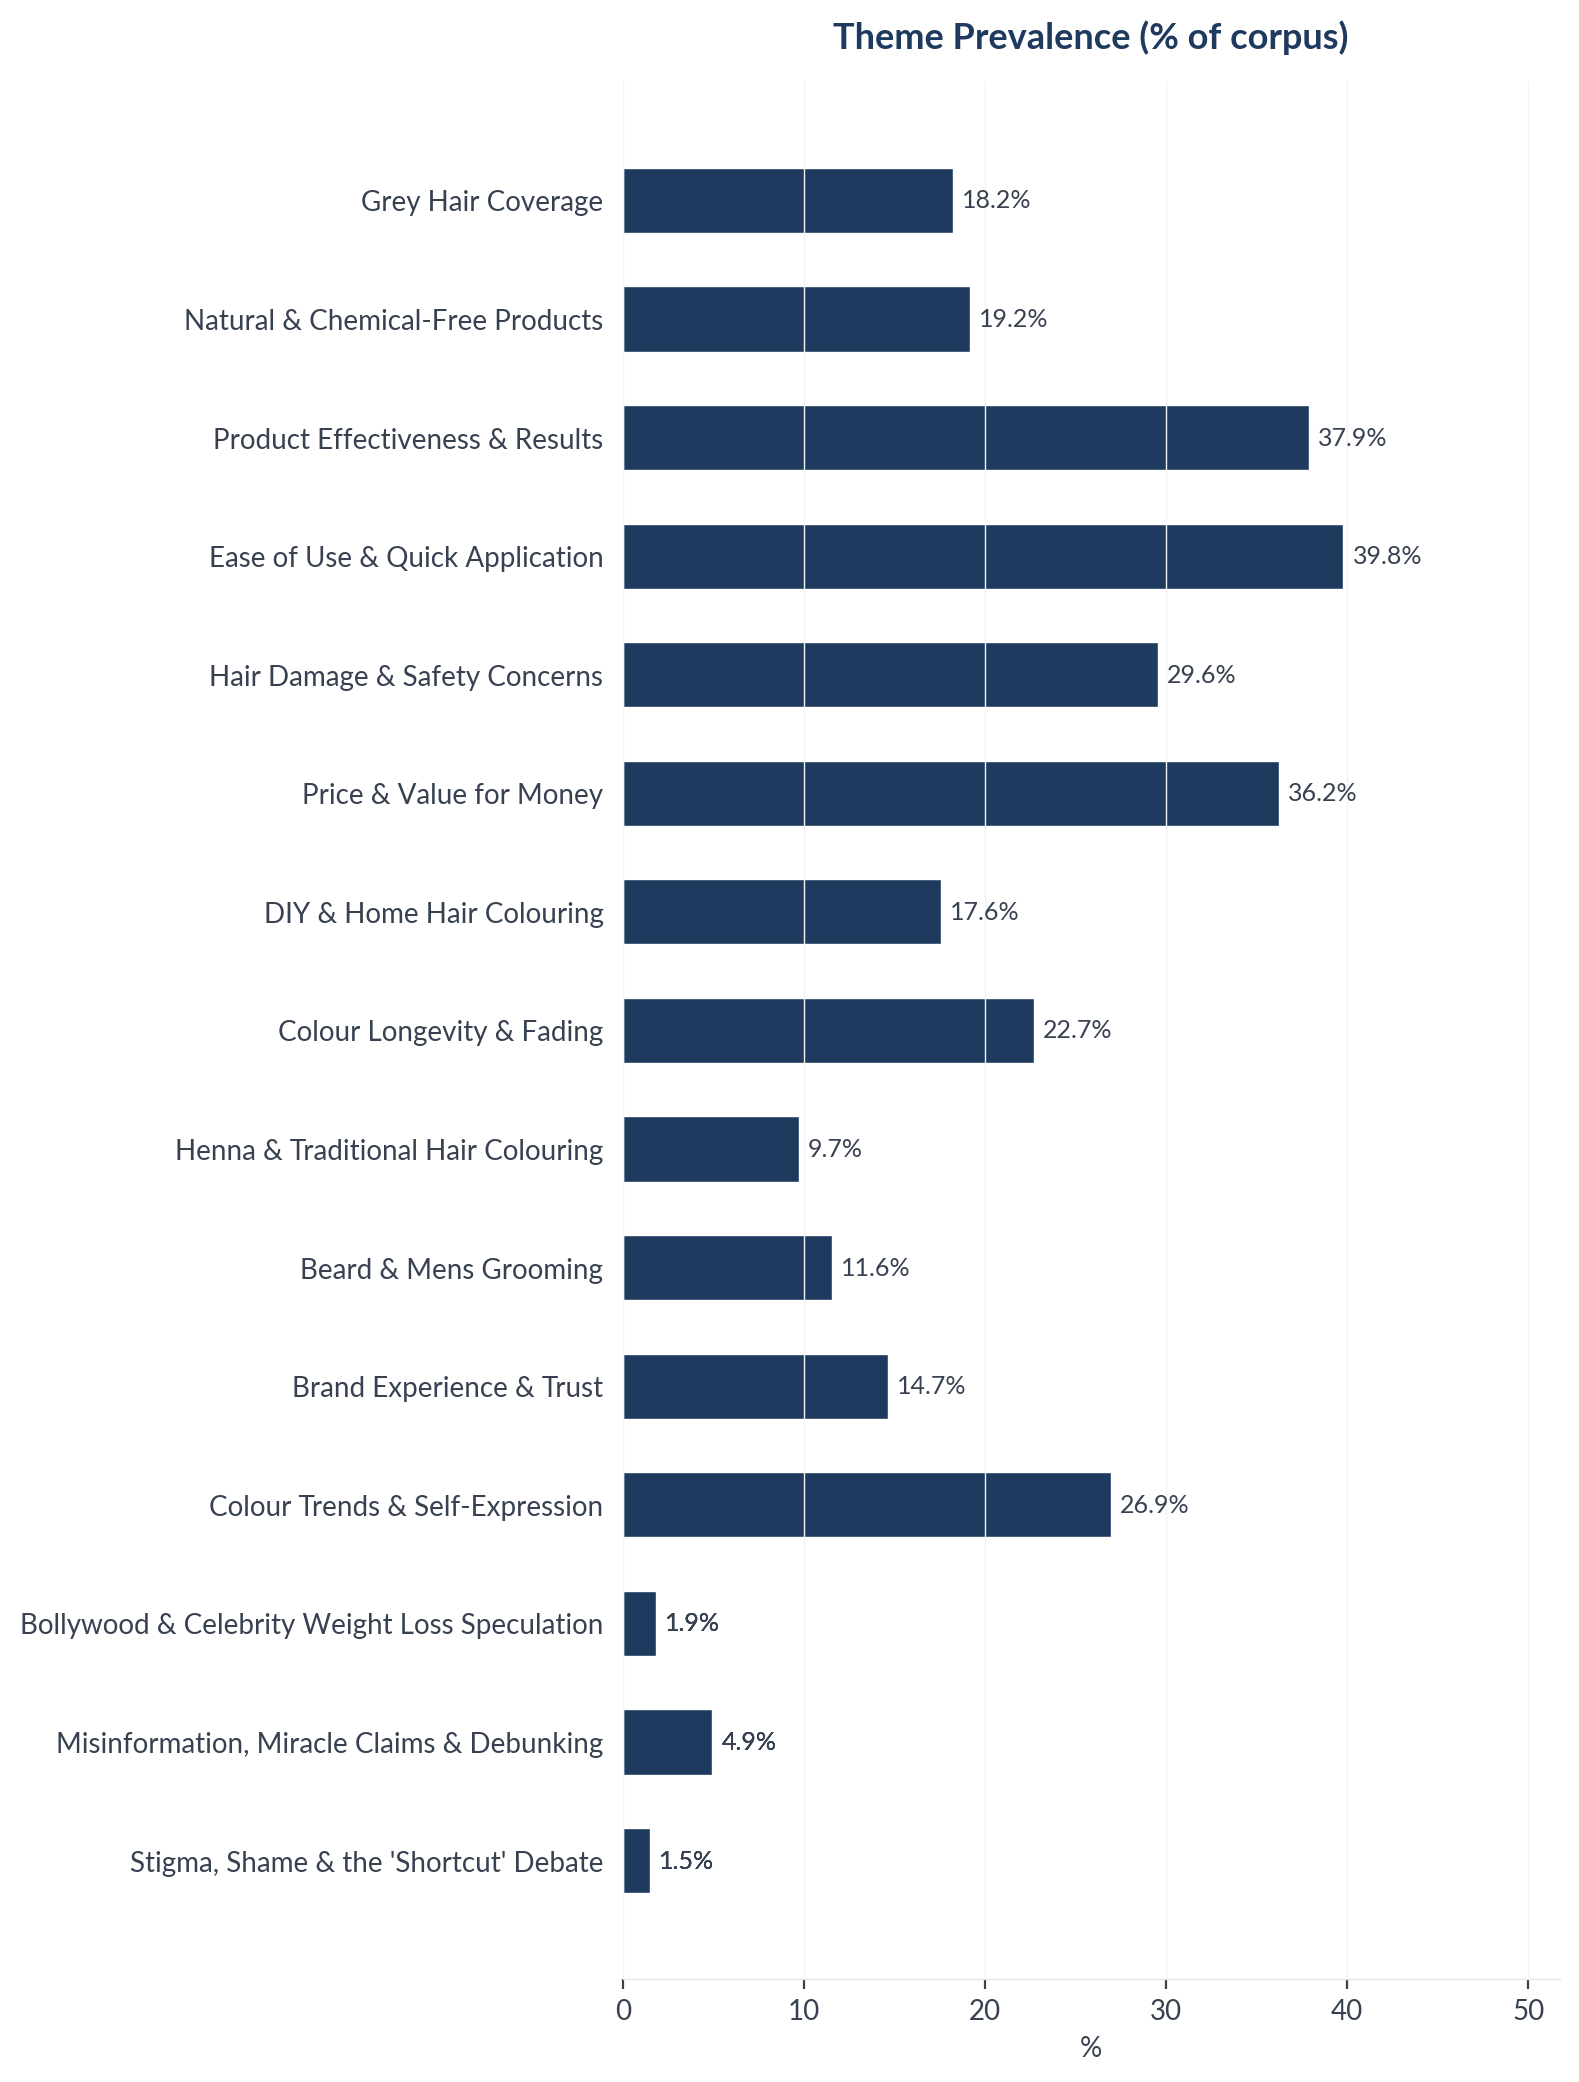 Theme Prevalence (% of corpus)
Grey Hair Coverage 18.2%
Natural & Chemical-Free Products 19.2%
Product Effectiveness & Results 37.9%
Ease of Use & Quick Application 39.8%
Hair Damage & Safety Concerns 29.6%
Price & Value for Money 36.2%
DIY & Home Hair Colouring 17.6%
Colour Longevity & Fading 22.7%
Henna & Traditional Hair Colouring 9.7%
Beard & Mens Grooming 11.6%
Brand Experience & Trust 14.7%
Colour Trends & Self-Expression 26.9%
Bollywood & Celebrity Weight Loss Speculation 1.9%
Misinformation, Miracle Claims & Debunking 4.9%
Stigma, Shame & the 'Shortcut' Debate 1.5%
0 10 20 30 40 50
%